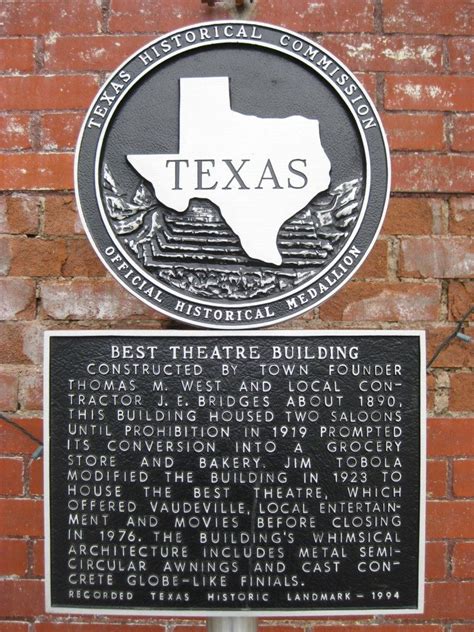 TEXAS HISTORICAL COMMISSION
TEXAS
OFFICIAL HISTORICAL MEDALLION
BEST THEATRE BUILDING
CONSTRUCTED BY TOWN FOUNDER
THOMAS M. WEST AND LOCAL CON-
TRACTOR J. E. BRIDGES ABOUT 1890,
THIS BUILDING HOUSED TWO SALOONS
UNTIL PROHIBITION IN 1919 PROMPTED
ITS CONVERSION INTO A GROCERY
STORE AND BAKERY. JIM TOBOLA
MODIFIED THE BUILDING IN 1923 TO
HOUSE THE BEST THEATRE, WHICH
OFFERED VAUDEVILLE, LOCAL ENTERTAIN-
MENT AND MOVIES BEFORE CLOSING
IN 1976. THE BUILDING'S WHIMSICAL
ARCHITECTURE INCLUDES METAL SEMI-
CIRCULAR AWNINGS AND CAST CON-
CRETE GLOBE-LIKE FINIALS.
RECORDED TEXAS HISTORIC LANDMARK – 1994